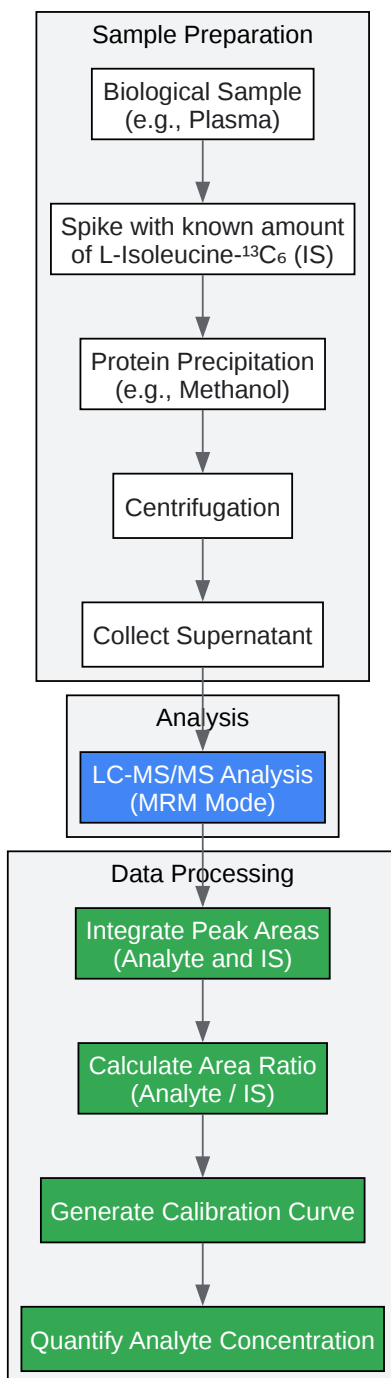 Sample Preparation
Biological Sample
(e.g., Plasma)
Spike with known amount
of L-Isoleucine-¹³C₆ (IS)
Protein Precipitation
(e.g., Methanol)
Centrifugation
Collect Supernatant
Analysis
LC-MS/MS Analysis
(MRM Mode)
Data Processing
Integrate Peak Areas
(Analyte and IS)
Calculate Area Ratio
(Analyte / IS)
Generate Calibration Curve
Quantify Analyte Concentration